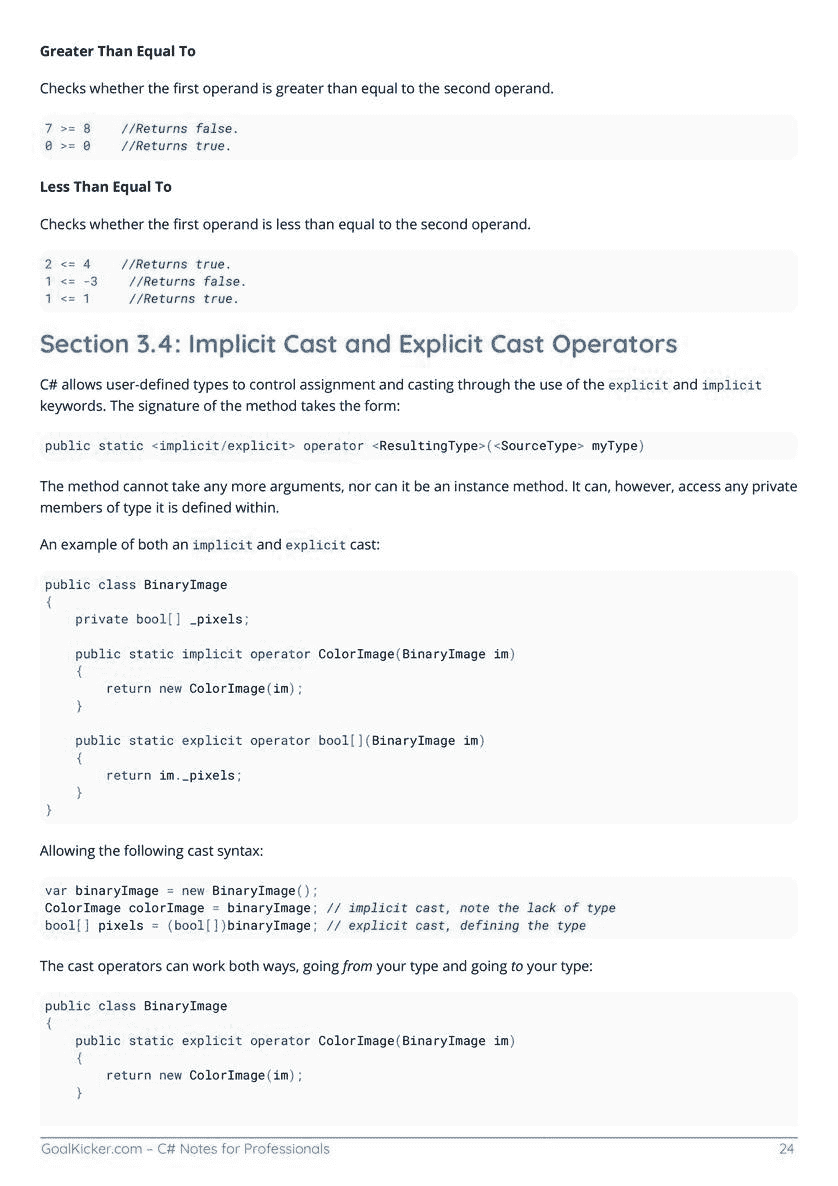 Greater Than Equal To
Checks whether the first operand is greater than equal to the second operand.
7 >= 8    //Returns false.
0 >= 0    //Returns true.
Less Than Equal To
Checks whether the first operand is less than equal to the second operand.
2 <= 4    //Returns true.
1 <= -3    //Returns false.
1 <= 1     //Returns true.
Section 3.4: Implicit Cast and Explicit Cast Operators
C# allows user-defined types to control assignment and casting through the use of the explicit and implicit
keywords. The signature of the method takes the form:
public static <implicit/explicit> operator <ResultingType>(<SourceType> myType)
The method cannot take any more arguments, nor can it be an instance method. It can, however, access any private
members of type it is defined within.
An example of both an implicit and explicit cast:
public class BinaryImage
{
    private bool[] _pixels;
    public static implicit operator ColorImage(BinaryImage im)
    {
        return new ColorImage(im);
    }
    public static explicit operator bool[](BinaryImage im)
    {
        return im._pixels;
    }
}
Allowing the following cast syntax:
var binaryImage = new BinaryImage();
ColorImage colorImage = binaryImage; // implicit cast, note the lack of type
bool[] pixels = (bool[])binaryImage; // explicit cast, defining the type
The cast operators can work both ways, going from your type and going to your type:
public class BinaryImage
{
    public static explicit operator ColorImage(BinaryImage im)
    {
        return new ColorImage(im);
    }
GoalKicker.com – C# Notes for Professionals
24